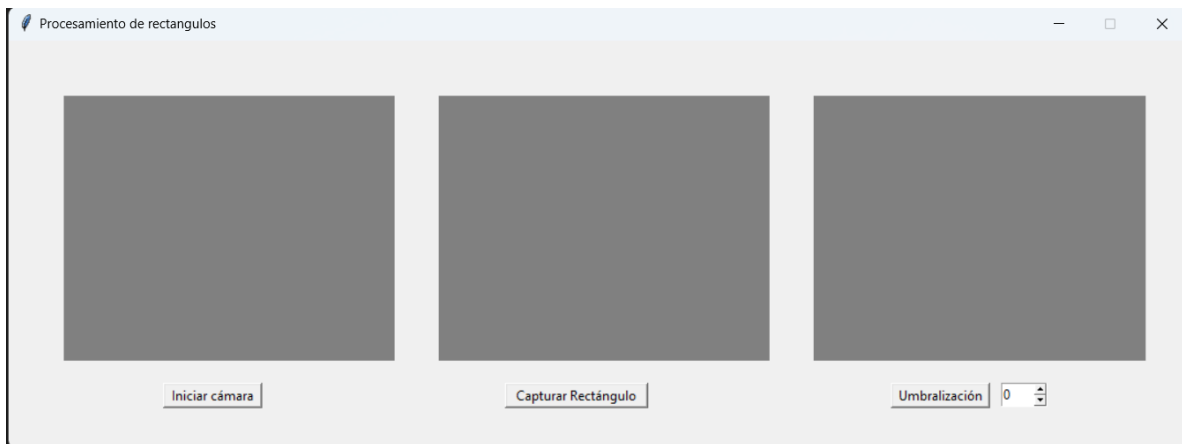 Procesamiento de rectangulos
Iniciar cámara
Capturar Rectángulo
Umbralización
0